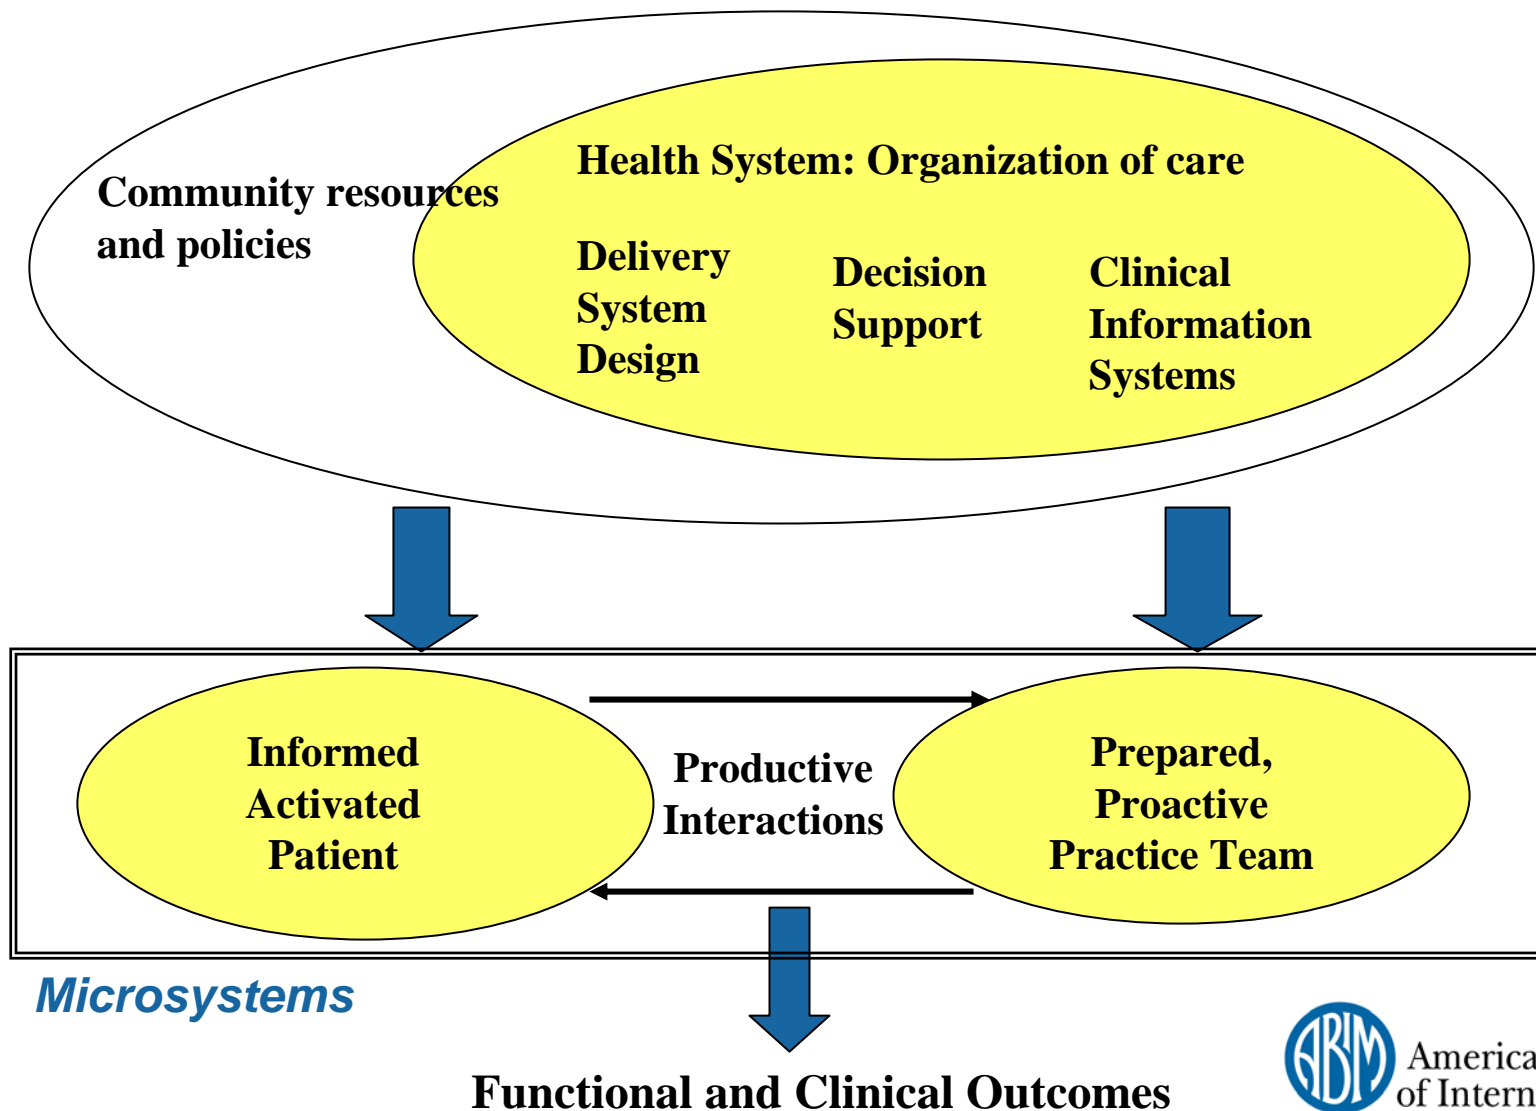 Health System: Organization of care
Community resources
and policies
Delivery
System
Design
Decision
Support
Clinical
Information
Systems
Informed
Activated
Patient
Productive
Interactions
Prepared,
Proactive
Practice Team
Microsystems
Functional and Clinical Outcomes
ABIM
America
of Intern